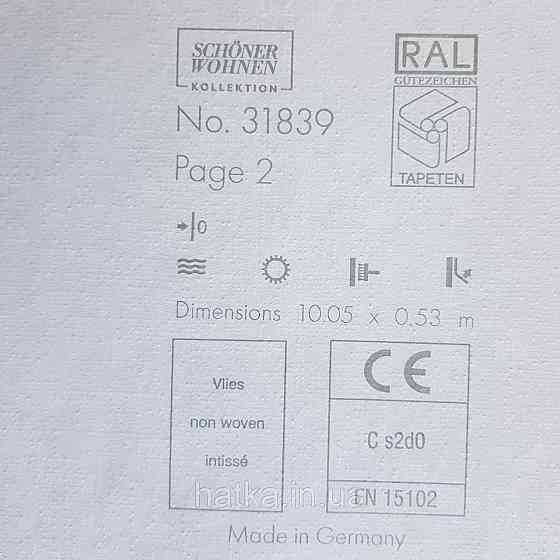 SCHÖNER
WOHNEN
KOLLEKTION
No. 31839
Page 2
RAL
GÜTEZEICHEN
TAPETEN
0
Dimensions 10.05 x 0.53 m
Vlies
non woven
intissé
CE
C s2d0
EN 15102
hatka.in.ua
Made in Germany